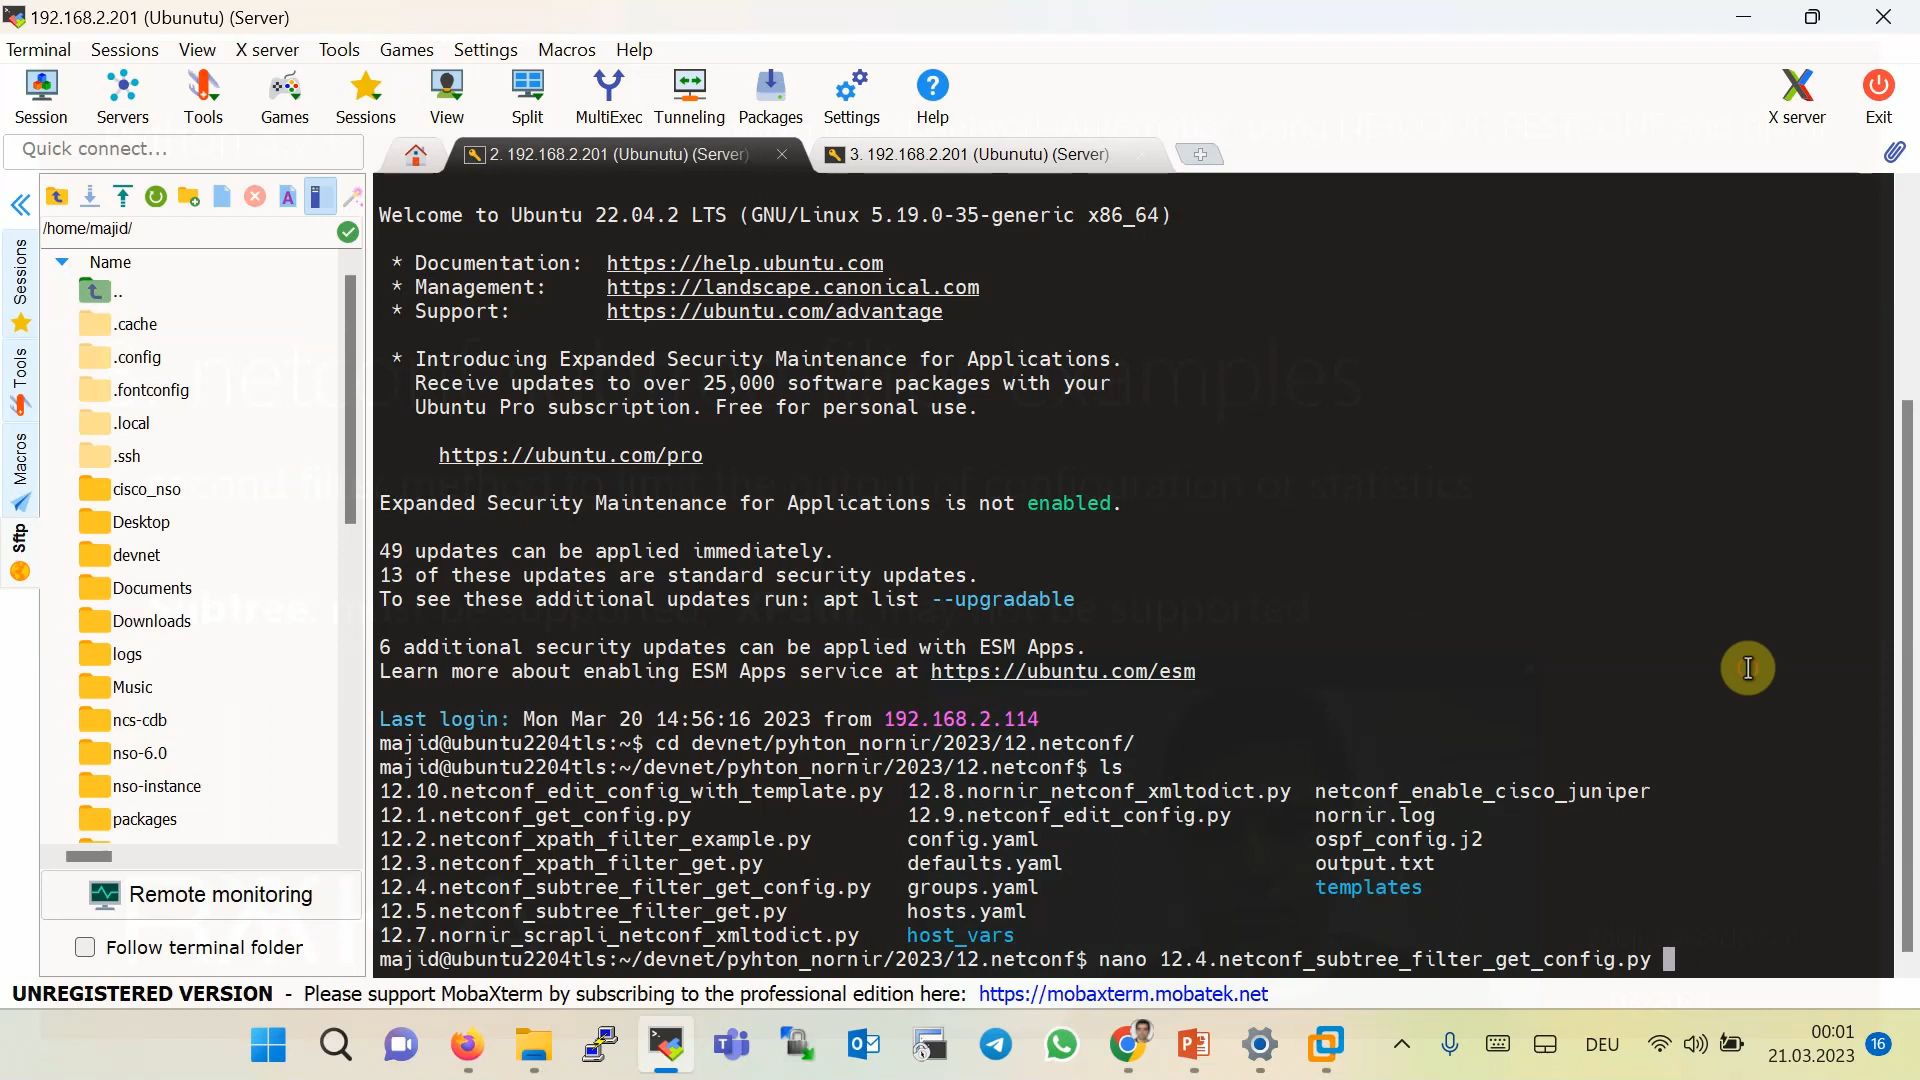 192.168.2.201 (Ubunutu) (Server)
Terminal Sessions View X server Tools Games Settings Macros Help
Session Servers Tools Games Sessions View Split MultiExec Tunneling Packages Settings Help X server Exit
Quick connect...
2. 192.168.2.201 (Ubunutu) (Server)
3. 192.168.2.201 (Ubunutu) (Server)
Sessions
Tools
Macros
Sftp
/home/majid/
Name
..
.cache
.config
.fontconfig
.local
.ssh
cisco_nso
Desktop
devnet
Documents
Downloads
logs
Music
ncs-cdb
nso-6.0
nso-instance
packages
Remote monitoring
Follow terminal folder
Welcome to Ubuntu 22.04.2 LTS (GNU/Linux 5.19.0-35-generic x86_64)
* Documentation: https://help.ubuntu.com
* Management: https://landscape.canonical.com
* Support: https://ubuntu.com/advantage
* Introducing Expanded Security Maintenance for Applications.
Receive updates to over 25,000 software packages with your
Ubuntu Pro subscription. Free for personal use.
https://ubuntu.com/pro
Expanded Security Maintenance for Applications is not enabled.
49 updates can be applied immediately.
13 of these updates are standard security updates.
To see these additional updates run: apt list --upgradable
6 additional security updates can be applied with ESM Apps.
Learn more about enabling ESM Apps service at https://ubuntu.com/esm
Last login: Mon Mar 20 14:56:16 2023 from 192.168.2.114
majid@ubuntu2204tls:~$ cd devnet/pyhton_nornir/2023/12.netconf/
majid@ubuntu2204tls:~/devnet/pyhton_nornir/2023/12.netconf$ ls
12.10.netconf_edit_config_with_template.py 12.8.nornir_netconf_xmltodict.py netconf_enable_cisco_juniper
12.1.netconf_get_config.py 12.9.netconf_edit_config.py nornir.log
12.2.netconf_xpath_filter_example.py config.yaml ospf_config.j2
12.3.netconf_xpath_filter_get.py defaults.yaml output.txt
12.4.netconf_subtree_filter_get_config.py groups.yaml templates
12.5.netconf_subtree_filter_get.py hosts.yaml
12.7.nornir_scrapli_netconf_xmltodict.py host_vars
majid@ubuntu2204tls:~/devnet/pyhton_nornir/2023/12.netconf$ nano 12.4.netconf_subtree_filter_get_config.py
UNREGISTERED VERSION - Please support MobaXterm by subscribing to the professional edition here: https://mobaxterm.mobatek.net
DEU
00:01
21.03.2023
16